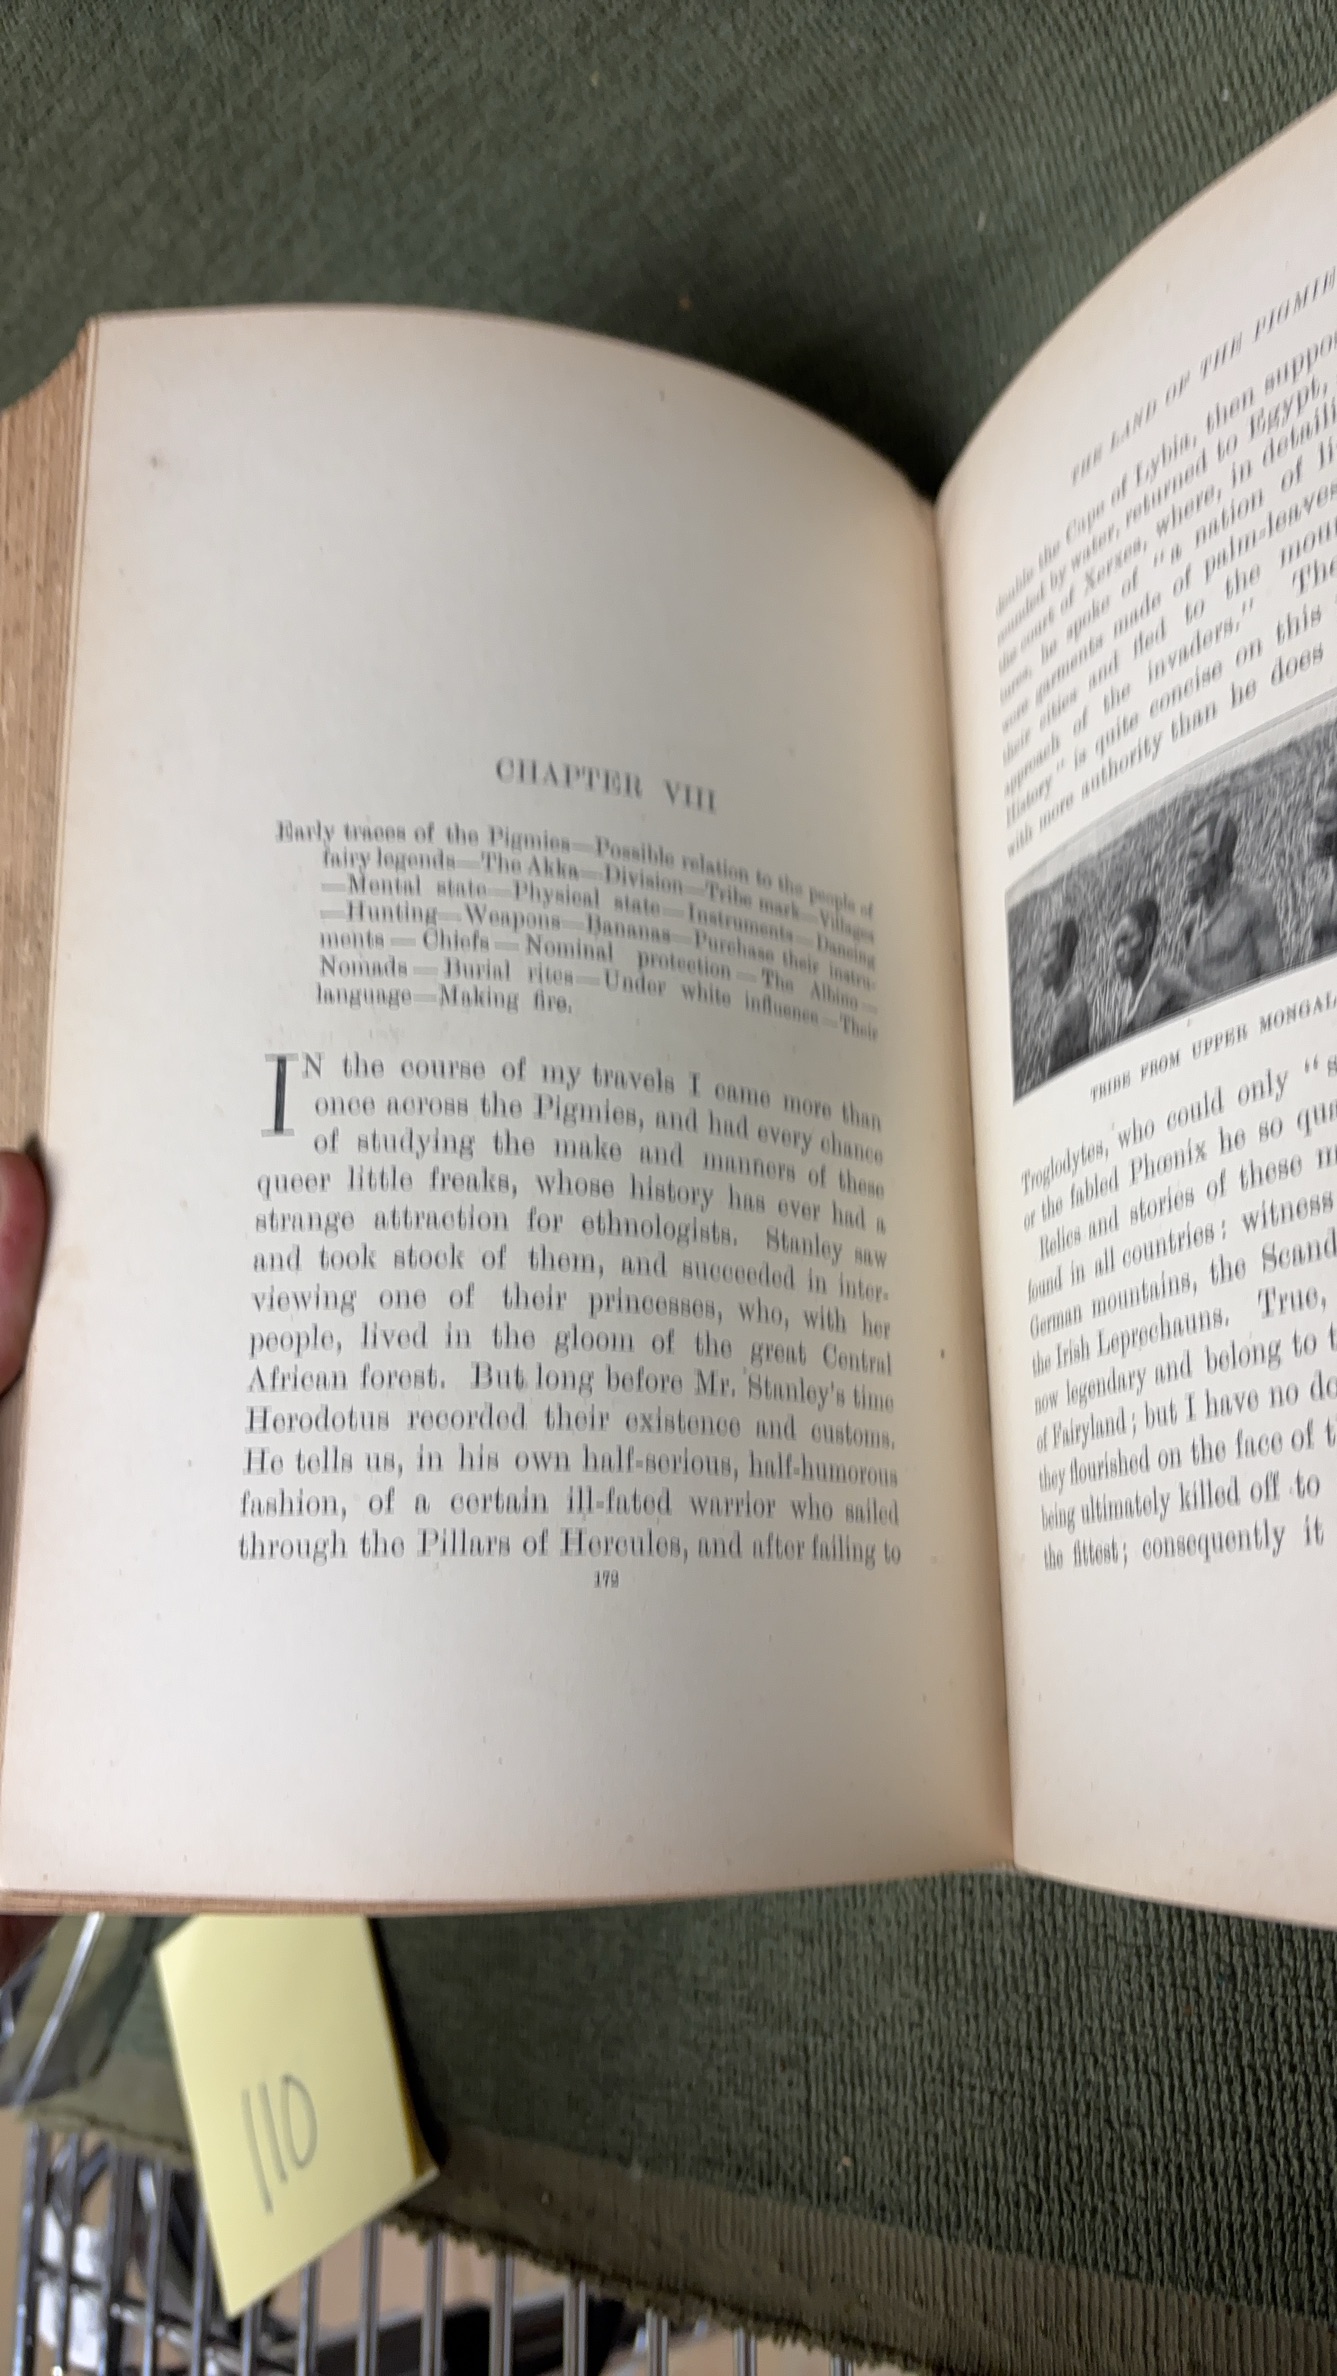 CHAPTER VIII
Early traces of the Pigmies—Possible relation to the people of
fairy legends—The Akka—Division—Tribe mark—Villages
—Mental state—Physical state—Instruments—Dancing
—Hunting—Weapons—Bananas—Purchase their instru-
ments—Chiefs—Nominal protection—The Albino—
Nomads—Burial rites—Under white influence—Their
language—Making fire.
IN the course of my travels I came more than
once across the Pigmies, and had every chance
of studying the make and manners of these
queer little freaks, whose history has ever had a
strange attraction for ethnologists. Stanley saw
and took stock of them, and succeeded in inter-
viewing one of their princesses, who, with her
people, lived in the gloom of the great Central
African forest. But long before Mr. Stanley's time
Herodotus recorded their existence and customs.
He tells us, in his own half-serious, half-humorous
fashion, of a certain ill-fated warrior who sailed
through the Pillars of Hercules, and after failing to
179
THE LAND OF THE
double the Cape of Lybia, then
rounded by water, returned to Egypt,
the court of Xerxes, where, in
tures, he spoke of "a nation of
wore garments made of palm-leaves
their cities and fled to the
approach of the invaders." The
History" is quite concise on this
with more authority than he does
TRIBE FROM UPPER
Troglodytes, who could only "
or the fabled Phœnix he so
Relics and stories of these
found in all countries; witness
German mountains, the
the Irish Leprechauns. True,
now legendary and belong to
of Fairyland; but I have no
they flourished on the face of
being ultimately killed off to
the fittest; consequently it
110